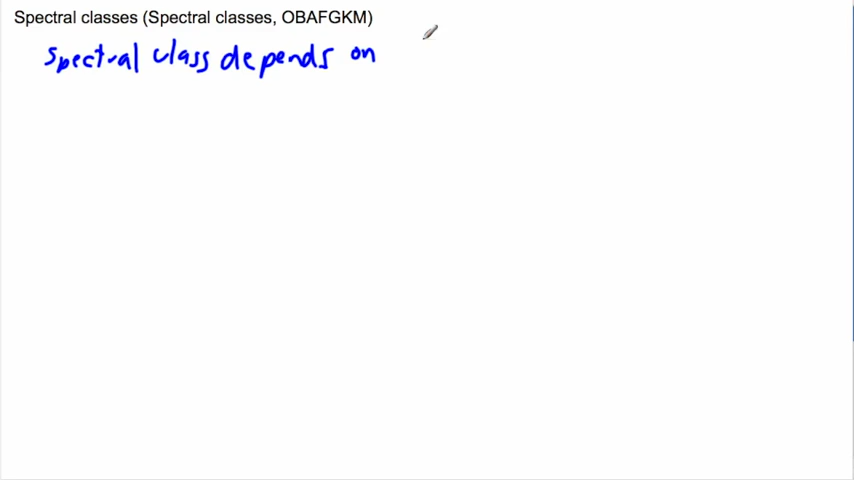 Spectral classes (Spectral classes, OBAFGKM)
Spectral class depends on